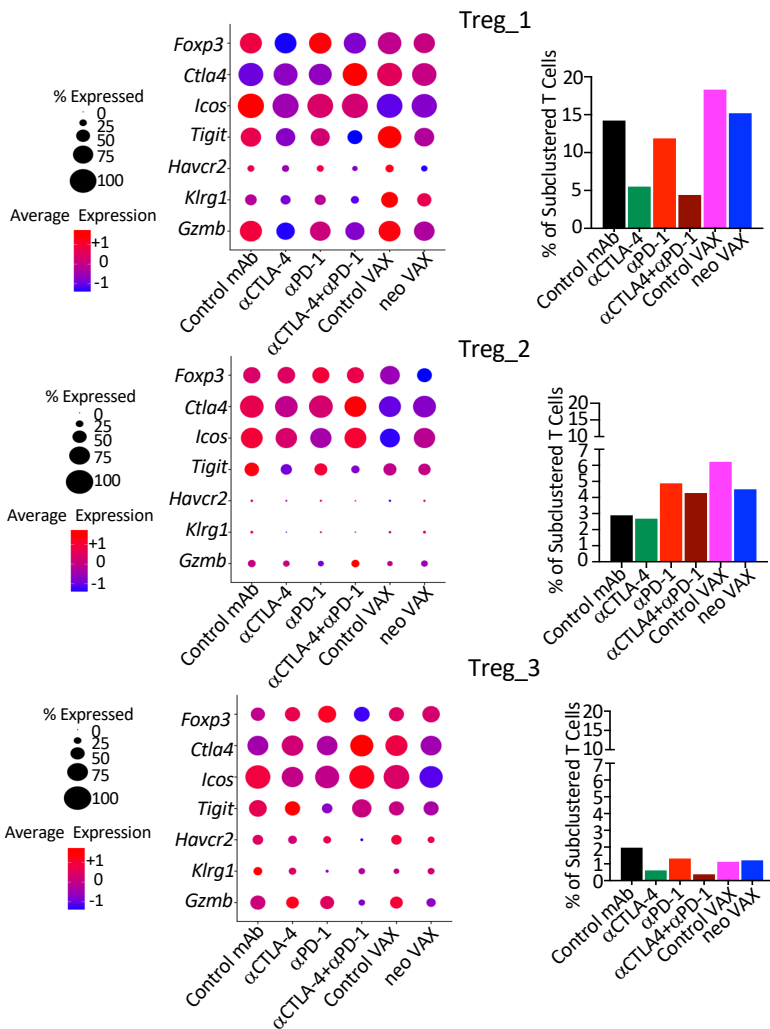 Treg_1
% Expressed
0
25
50
75
100
Average Expression
+1
-1
Foxp3
Ctla4
Icos
Tigit
Havcr2
Klrg1
Gzmb
Control mAb
αCTLA-4
αPD-1
αCTLA-4+αPD-1
Control VAX
neo VAX
% of Subclustered T Cells
20
15
10
5
0
Control mAb
αCTLA-4
αPD-1
αCTLA4+αPD-1
Control VAX
neo VAX
Treg_2
% Expressed
0
25
50
75
100
Average Expression
+1
-1
Foxp3
Ctla4
Icos
Tigit
Havcr2
Klrg1
Gzmb
Control mAb
αCTLA-4
αPD-1
αCTLA-4+αPD-1
Control VAX
neo VAX
% of Subclustered T Cells
20
15
10
6
5
4
3
2
1
0
Control mAb
αCTLA-4
αPD-1
αCTLA4+αPD-1
Control VAX
neo VAX
Treg_3
% Expressed
0
25
50
75
100
Average Expression
+1
-1
Foxp3
Ctla4
Icos
Tigit
Havcr2
Klrg1
Gzmb
Control mAb
αCTLA-4
αPD-1
αCTLA-4+αPD-1
Control VAX
neo VAX
% of Subclustered T Cells
20
15
10
7
6
5
4
3
2
1
0
Control mAb
αCTLA-4
αPD-1
αCTLA4+αPD-1
Control VAX
neo VAX